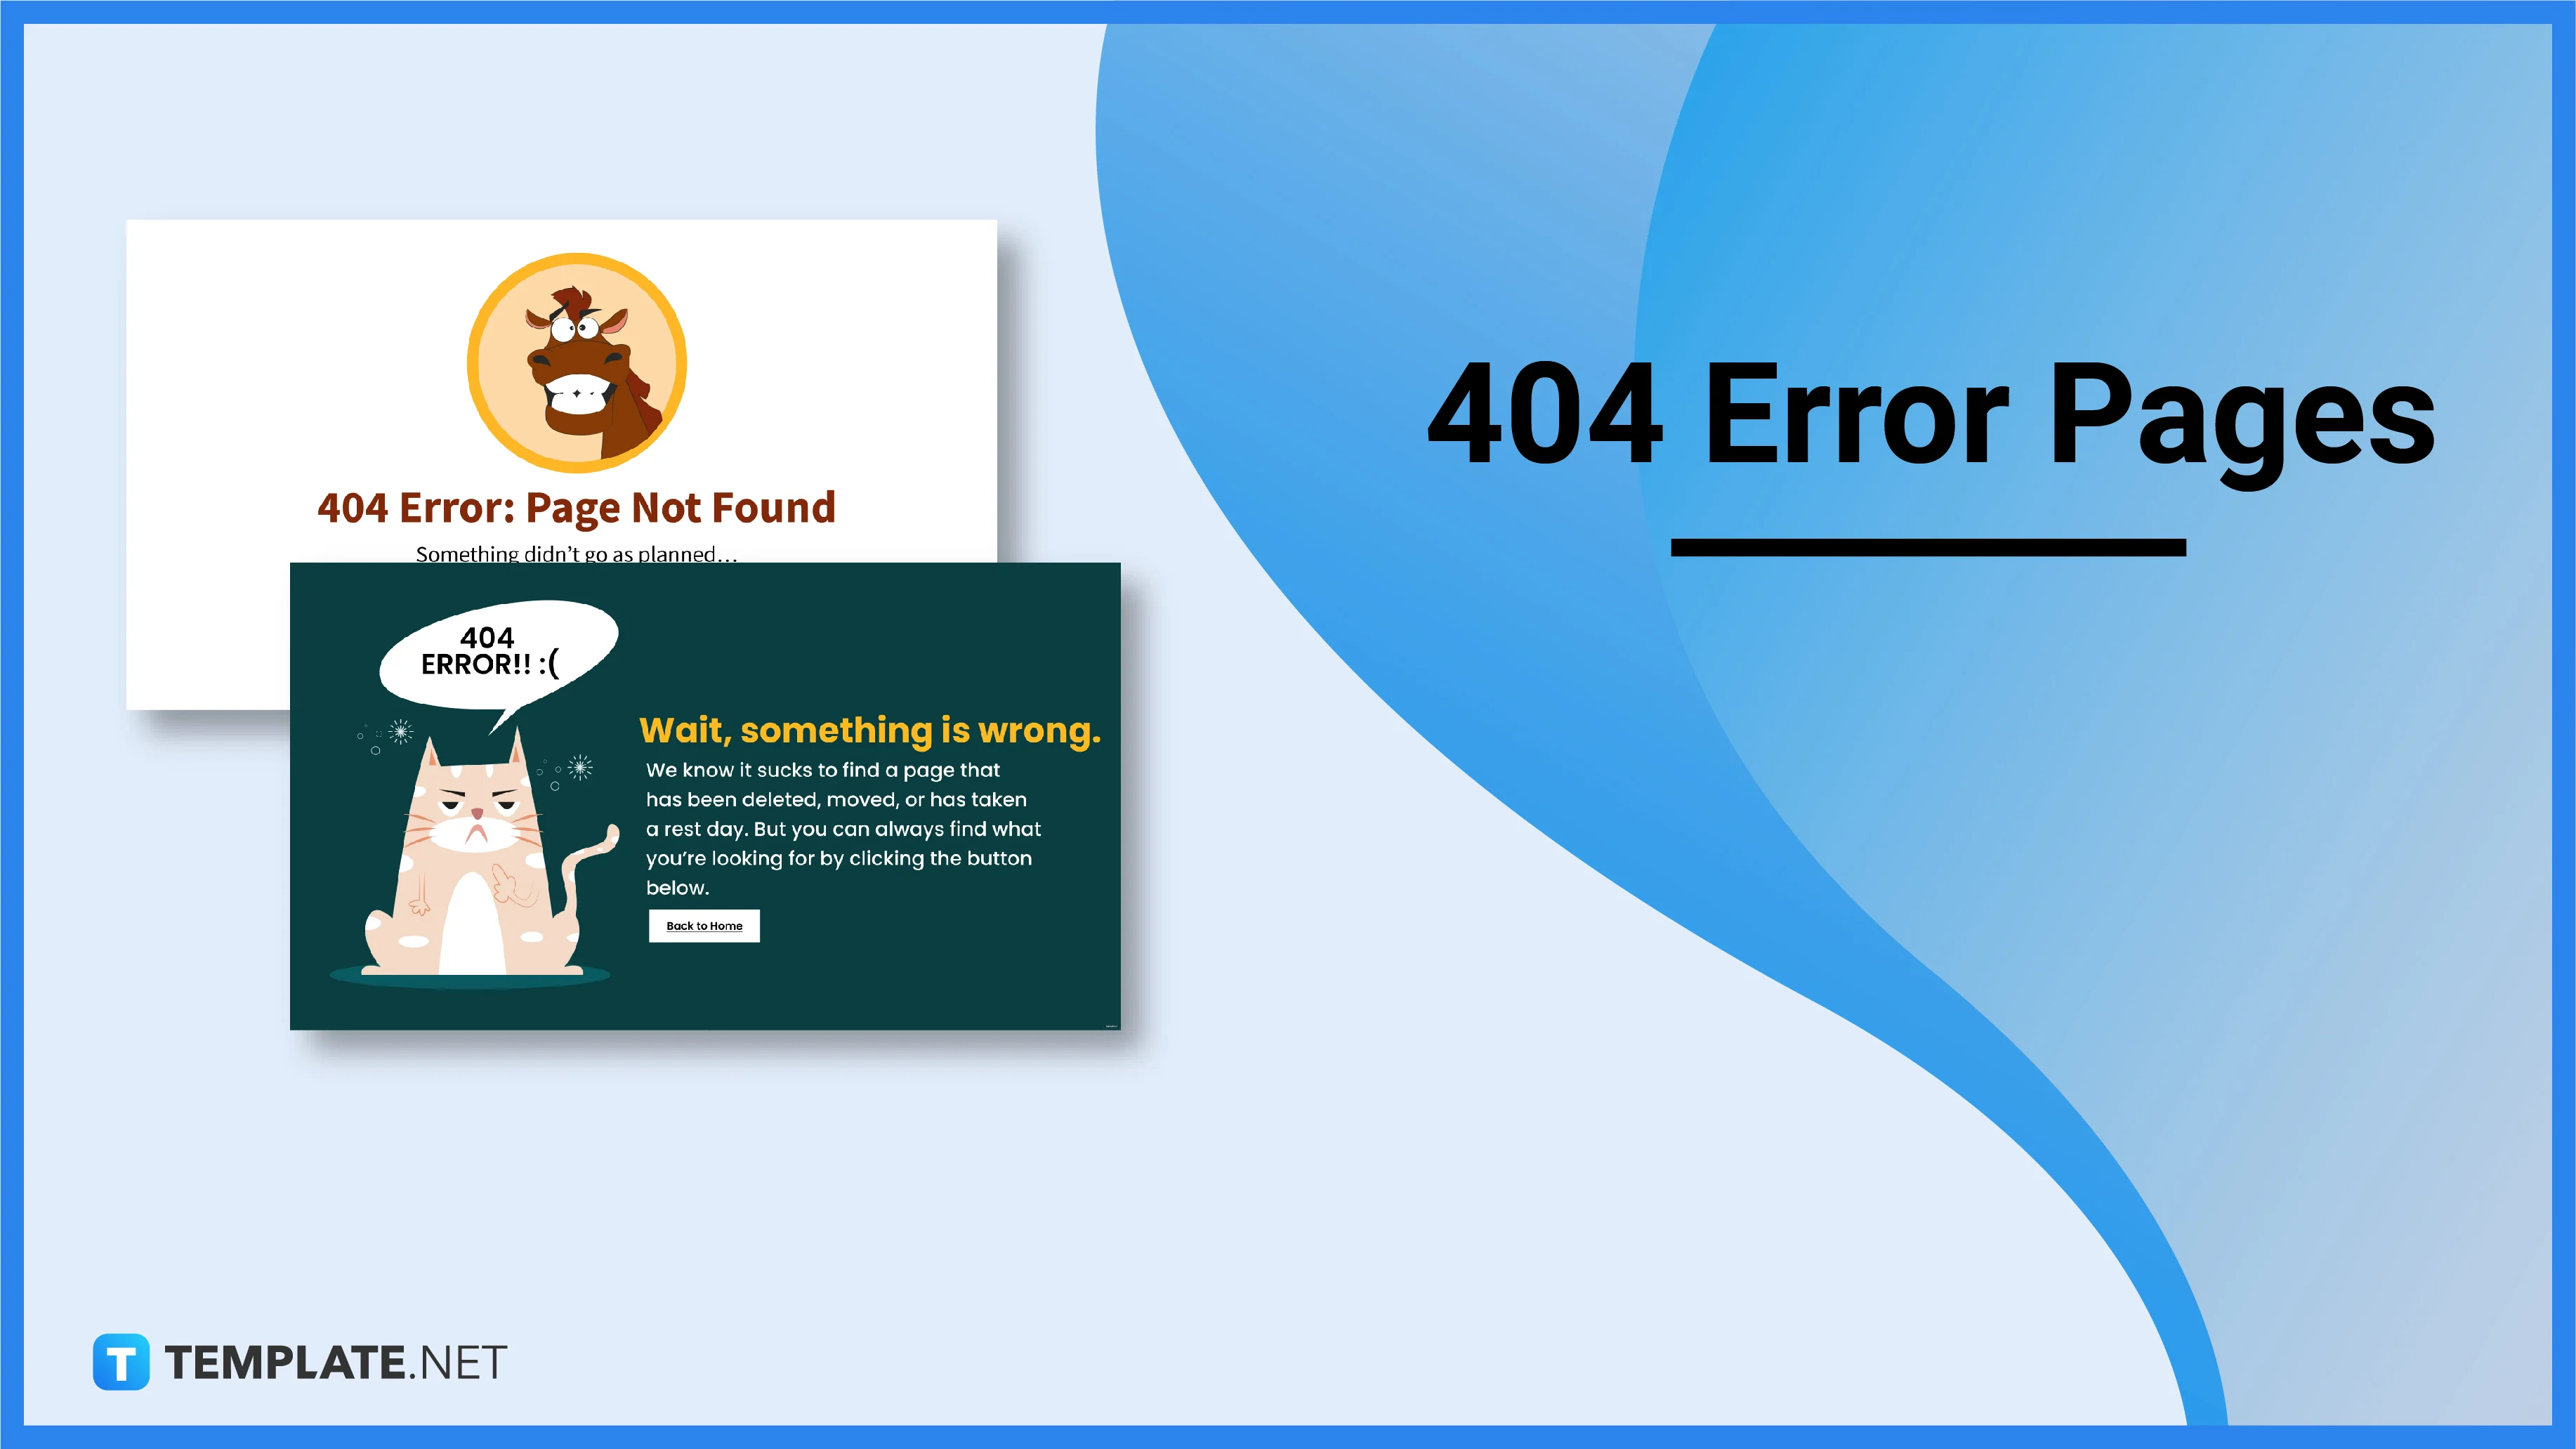 404 Error: Page Not Found
Something didn't go as planned...
404
ERROR!! :(
Wait, something is wrong.
We know it sucks to find a page that
has been deleted, moved, or has taken
a rest day. But you can always find what
you're looking for by clicking the button
below.
Back to Home
404 Error Pages
T TEMPLATE.NET